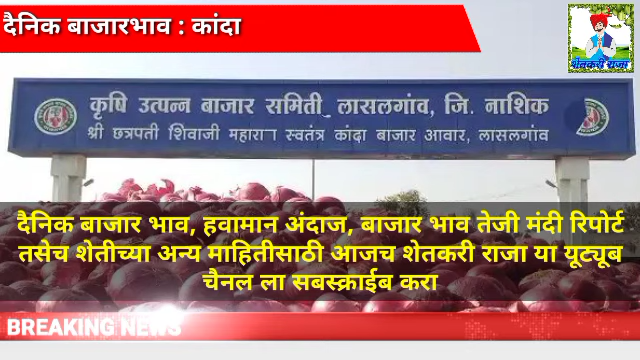 दैनिक बाजारभाव : कांदा
शेतकरी राजा
कृषि उत्पन्न बाजार समिती, लासलगांव, जि. नाशिक
श्री छत्रपती शिवाजी महारा स्वतंत्र कांदा बाजार आवार, लासलगांव
दैनिक बाजार भाव, हवामान अंदाज, बाजार भाव तेजी मंदी रिपोर्ट
तसेच शेतीच्या अन्य माहितीसाठी आजच शेतकरी राजा या यूट्यूब
चैनल ला सबस्क्राईब करा
BREAKING NEWS